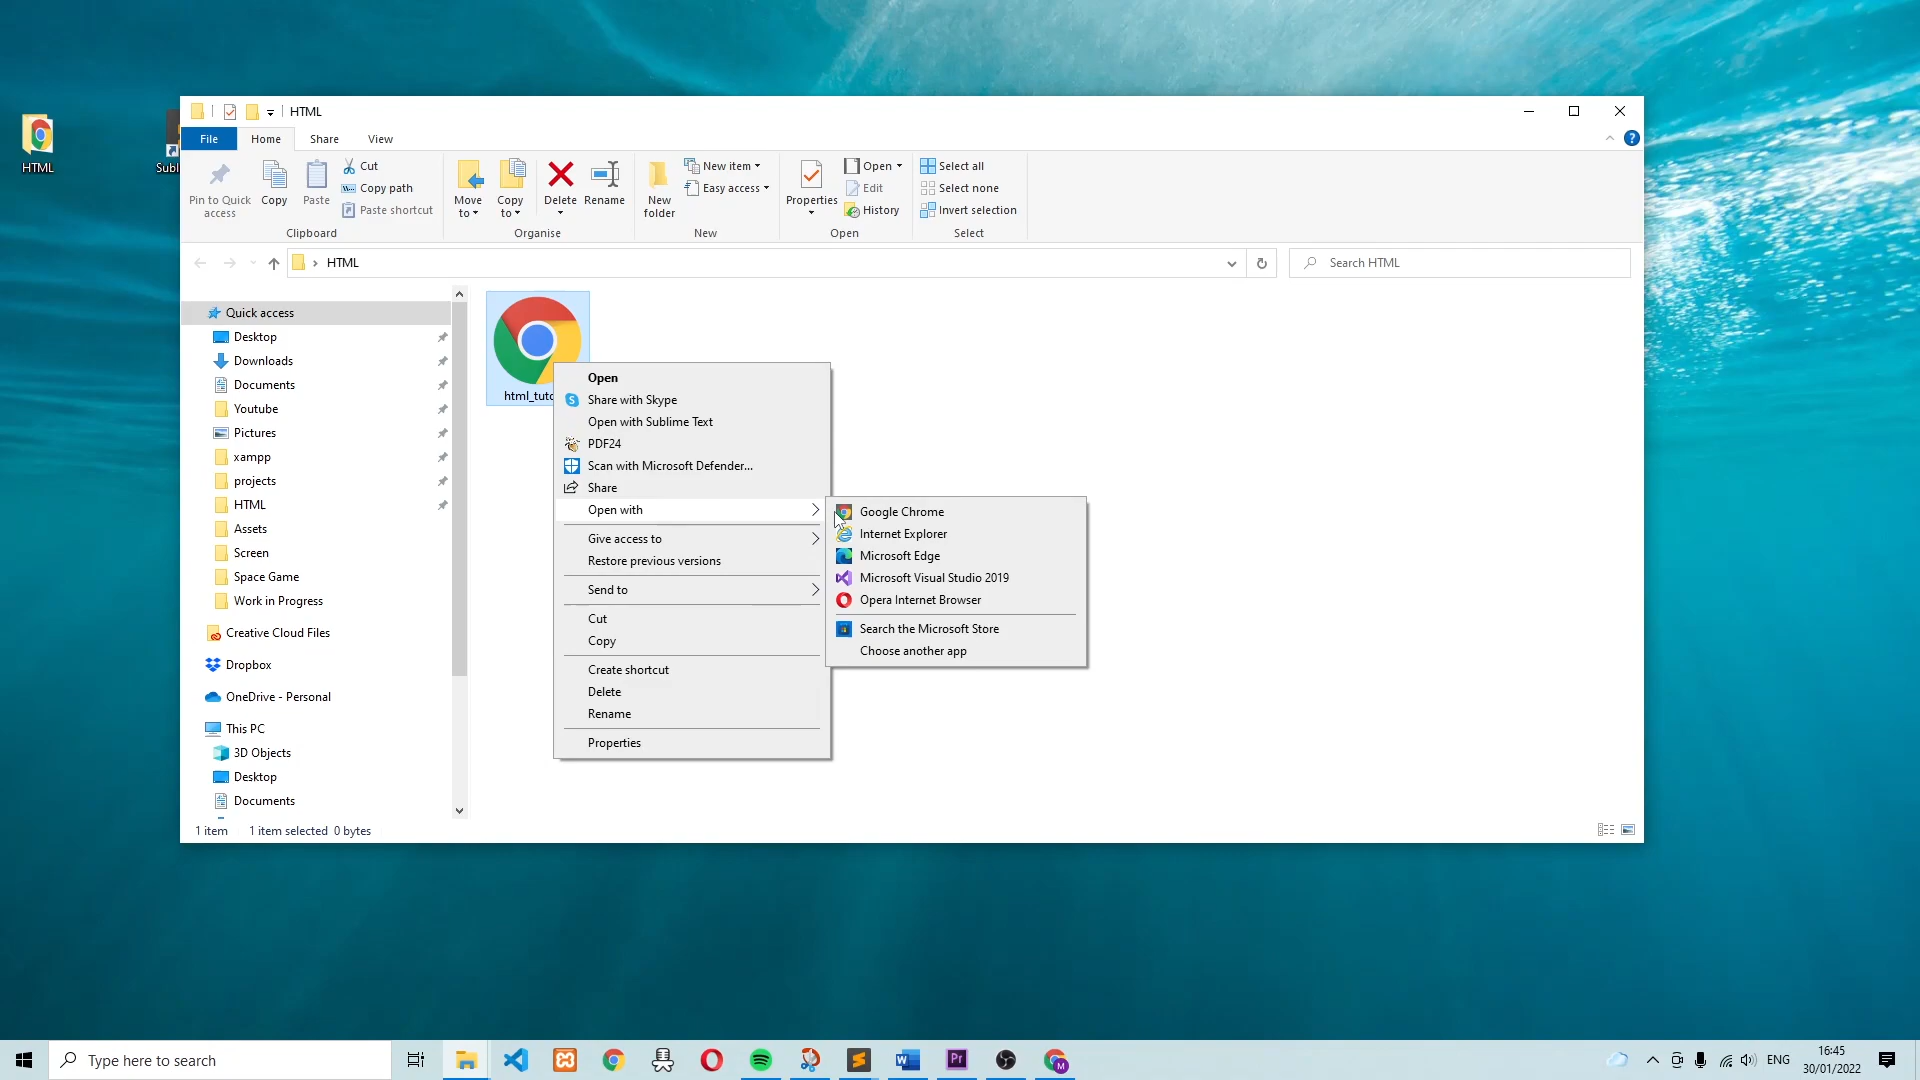 HTML
HTML
Subl
File
Home
Share
View
Pin to Quick
access
Copy
Paste
Cut
Copy path
Paste shortcut
Clipboard
Move
to
Copy
to
Delete
Rename
Organise
New
folder
New item
Easy access
New
Properties
Open
Edit
History
Open
Select all
Select none
Invert selection
Select
HTML
Search HTML
Quick access
Desktop
Downloads
Documents
Youtube
Pictures
xampp
projects
HTML
Assets
Screen
Space Game
Work in Progress
Creative Cloud Files
Dropbox
OneDrive - Personal
This PC
3D Objects
Desktop
Documents
html_tuto
Open
Share with Skype
Open with Sublime Text
PDF24
Scan with Microsoft Defender...
Share
Open with
Give access to
Restore previous versions
Send to
Cut
Copy
Create shortcut
Delete
Rename
Properties
Google Chrome
Internet Explorer
Microsoft Edge
Microsoft Visual Studio 2019
Opera Internet Browser
Search the Microsoft Store
Choose another app
1 item 1 item selected 0 bytes
Type here to search
Pr
M
ENG
16:45
30/01/2022